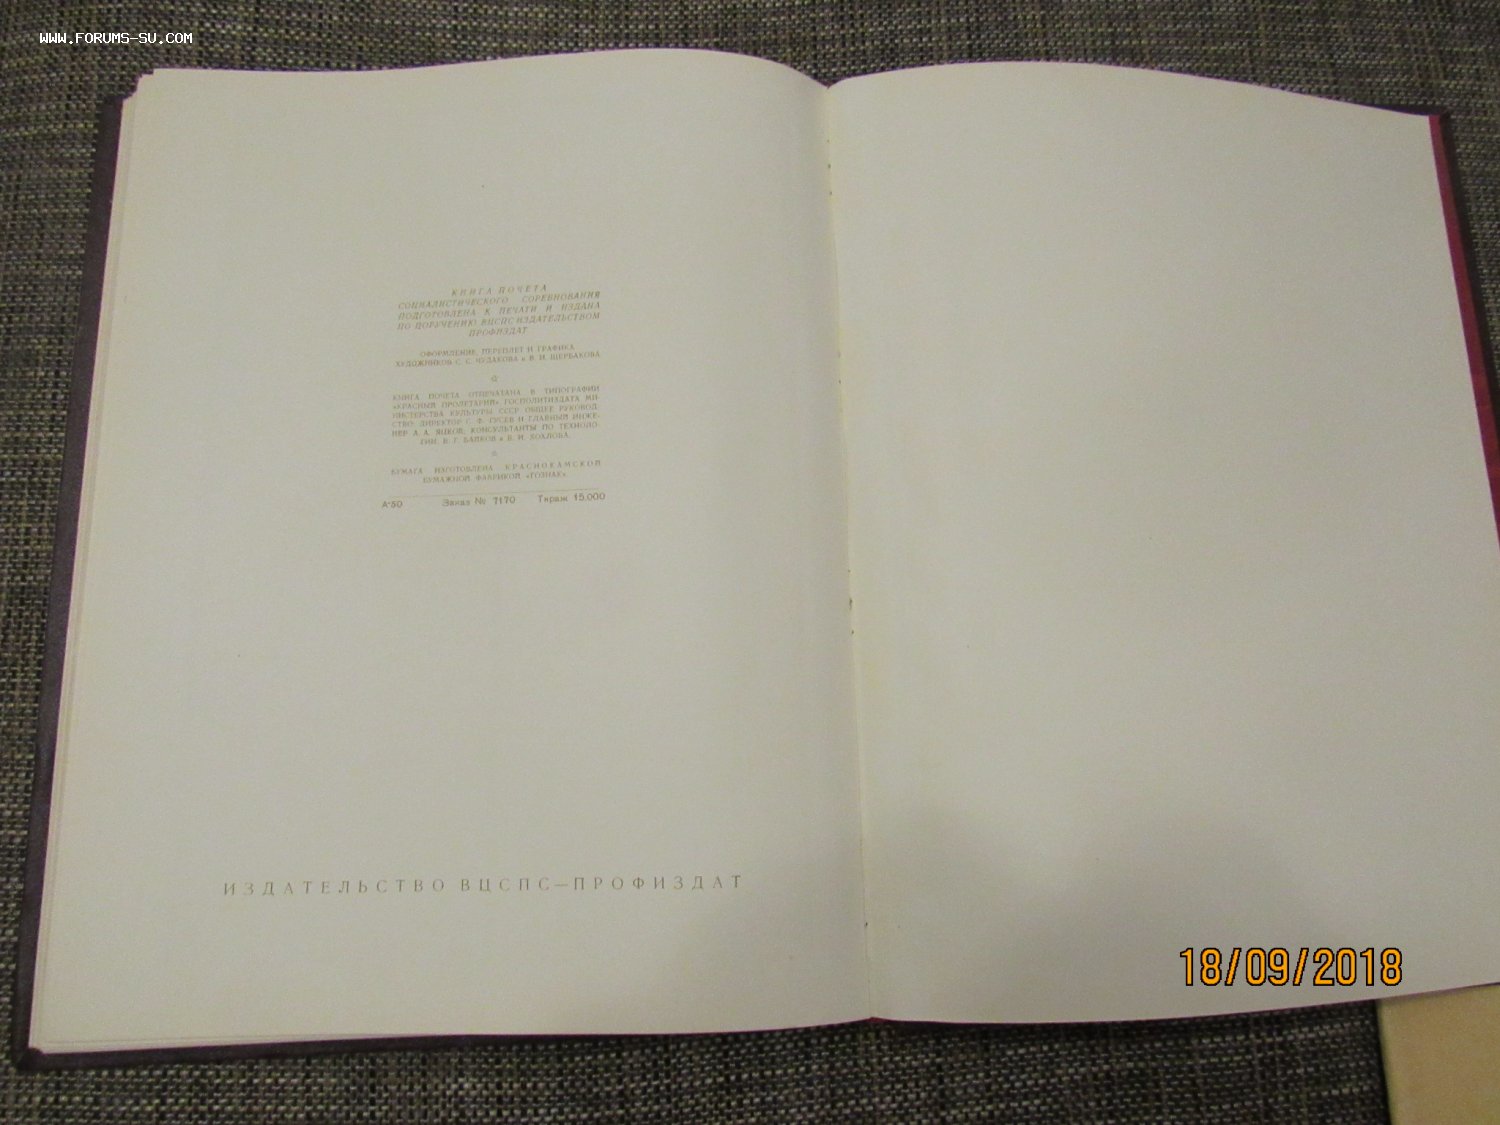 WWW.FORUMS-SU.COM
КНИГА ПОЧЕТА
СОЦИАЛИСТИЧЕСКОГО СОРЕВНОВАНИЯ
ПОДГОТОВЛЕНА К ПЕЧАТИ И ИЗДАНА
ПО ПОРУЧЕНИЮ ВЦСПС ИЗДАТЕЛЬСТВОМ
ПРОФИЗДАТ
ОФОРМЛЕНИЕ, ПЕРЕПЛЕТ И ГРАФИКА
ХУДОЖНИКОВ С. С. ЧУДАКОВА и В. И. ЩЕРБАКОВА
КНИГА ПОЧЕТА ОТПЕЧАТАНА В ТИПОГРАФИИ
«КРАСНЫЙ ПРОЛЕТАРИЙ» ГОСПОЛИТИЗДАТА МИ-
НИСТЕРСТВА КУЛЬТУРЫ СССР. ОБЩЕЕ РУКОВОД-
СТВО: ДИРЕКТОР С. Ф. ГУСЕВ И ГЛАВНЫЙ ИНЖЕ-
НЕР А. А. ЯЦКОВ; КОНСУЛЬТАНТЫ ПО ТЕХНОЛО-
ГИИ: В. Г. БАПКОВ и В. И. ХОХЛОВА.
БУМАГА ИЗГОТОВЛЕНА КРАСНОКАМСКОЙ
БУМАЖНОЙ ФАБРИКОЙ «ГОЗНАК»
А-50 Заказ № 7170 Тираж 15.000
ИЗДАТЕЛЬСТВО ВЦСПС—ПРОФИЗДАТ
18/09/2018